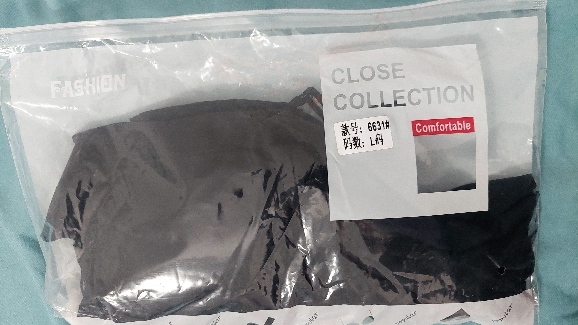 FASHION
CLOSE
COLLECTION
款号: 6631#
码数: L码
Comfortable